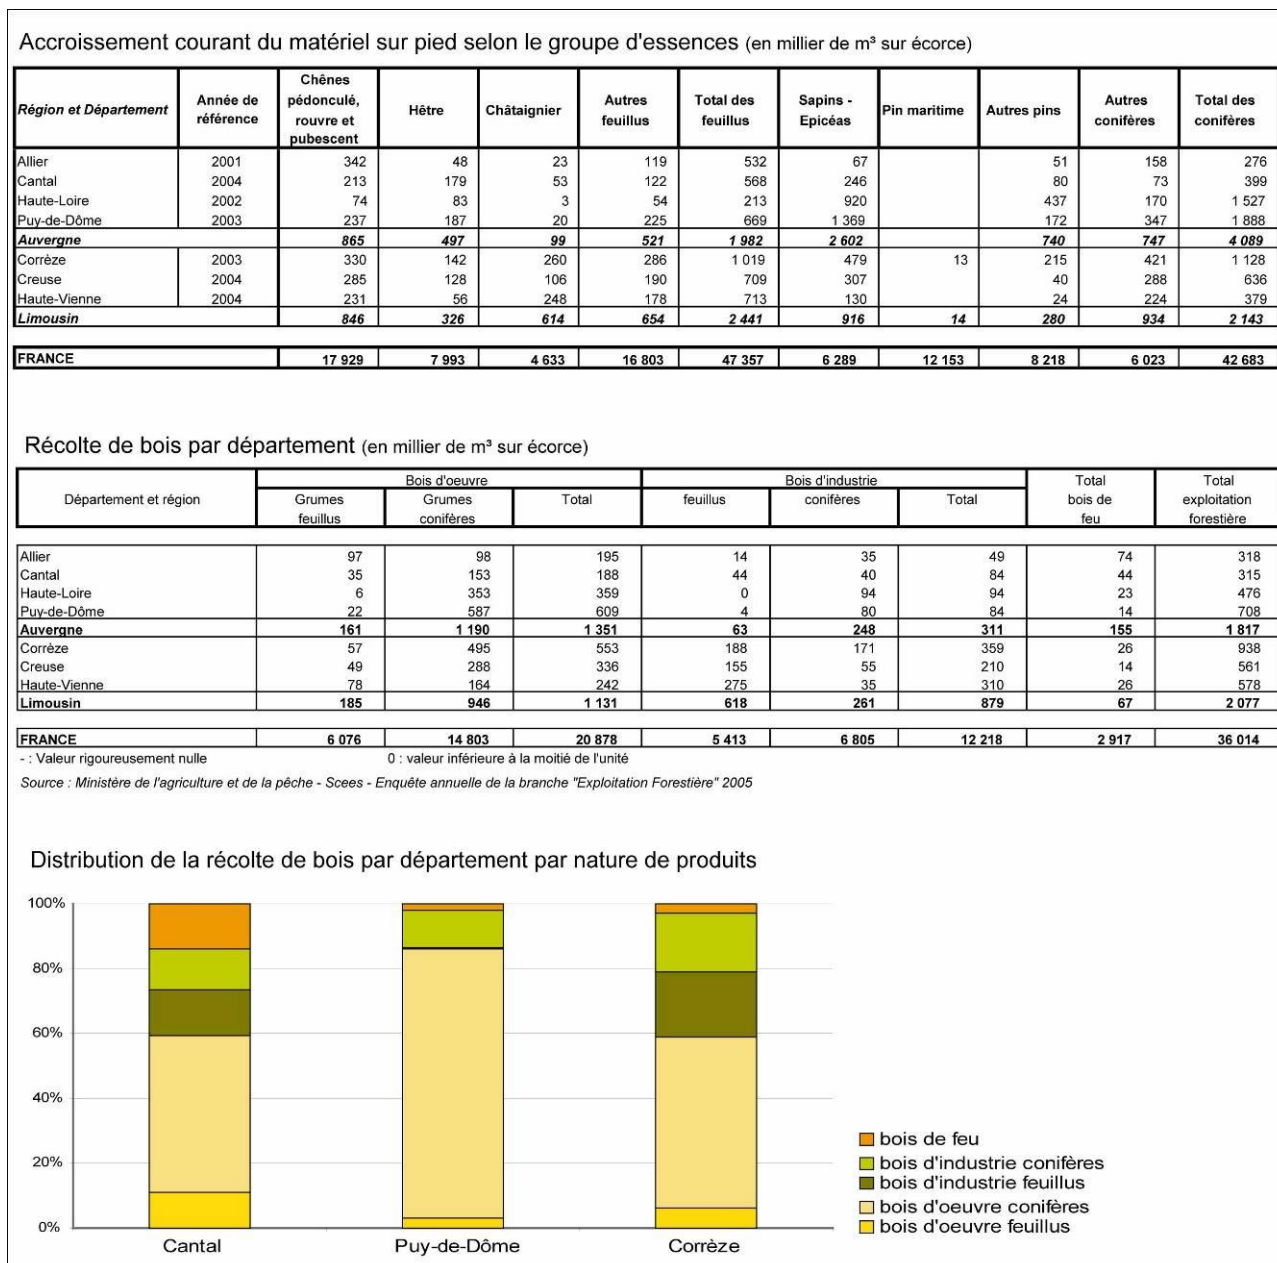 Accroissement courant du matériel sur pied selon le groupe d'essences (en millier de m³ sur écorce)
Région et Département Année de référence Chênes pédonculé, rouvre et pubescent Hêtre Châtaignier Autres feuillus Total des feuillus Sapins - Epicéas Pin maritime Autres pins Autres conifères Total des conifères
Allier 2001 342 48 23 119 532 67 51 158 276
Cantal 2004 213 179 53 122 568 246 80 73 399
Haute-Loire 2002 74 83 3 54 213 920 437 170 1 527
Puy-de-Dôme 2003 237 187 20 225 669 1 369 172 347 1 888
Auvergne 865 497 99 521 1 982 2 602 740 747 4 089
Corrèze 2003 330 142 260 286 1 019 479 13 215 421 1 128
Creuse 2004 285 128 106 190 709 307 40 288 636
Haute-Vienne 2004 231 56 248 178 713 130 24 224 379
Limousin 846 326 614 654 2 441 916 14 280 934 2 143
FRANCE 17 929 7 993 4 633 16 803 47 357 6 289 12 153 8 218 6 023 42 683
Récolte de bois par département (en millier de m³ sur écorce)
Département et région Bois d'oeuvre Bois d'industrie Total bois de feu Total exploitation forestière
Grumes feuillus Grumes conifères Total feuillus conifères Total
Allier 97 98 195 14 35 49 74 318
Cantal 35 153 188 44 40 84 44 315
Haute-Loire 6 353 359 0 94 94 23 476
Puy-de-Dôme 22 587 609 4 80 84 14 708
Auvergne 161 1 190 1 351 63 248 311 155 1 817
Corrèze 57 495 553 188 171 359 26 938
Creuse 49 288 336 155 55 210 14 561
Haute-Vienne 78 164 242 275 35 310 26 578
Limousin 185 946 1 131 618 261 879 67 2 077
FRANCE 6 076 14 803 20 878 5 413 6 805 12 218 2 917 36 014
- : Valeur rigoureusement nulle 0 : valeur inférieure à la moitié de l'unité
Source : Ministère de l'agriculture et de la pêche - Scees - Enquête annuelle de la branche "Exploitation Forestière" 2005
Distribution de la récolte de bois par département par nature de produits
100%
80%
60%
40%
20%
0%
Cantal Puy-de-Dôme Corrèze
bois de feu
bois d'industrie conifères
bois d'industrie feuillus
bois d'oeuvre conifères
bois d'oeuvre feuillus